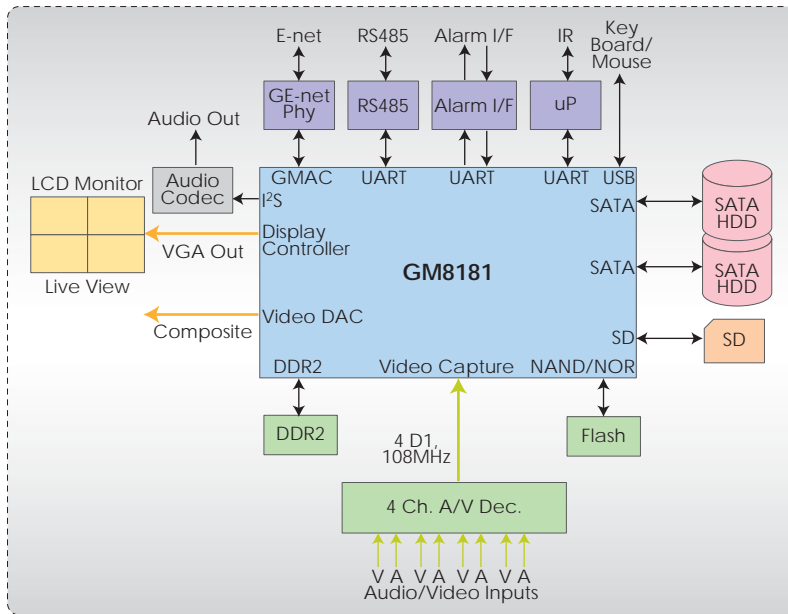 E-net
RS485
Alarm I/F
IR
Key
Board/
Mouse
GE-net
Phy
RS485
Alarm I/F
uP
Audio Out
LCD Monitor
Audio
Codec
GMAC
UART
UART
UART
USB
I²S
SATA
SATA
HDD
Display
Controller
VGA Out
GM8181
SATA
SATA
HDD
Live View
Video DAC
Composite
SD
SD
DDR2
Video Capture
NAND/NOR
DDR2
4 D1,
108MHz
Flash
4 Ch. A/V Dec.
V A V A V A V A
Audio/Video Inputs